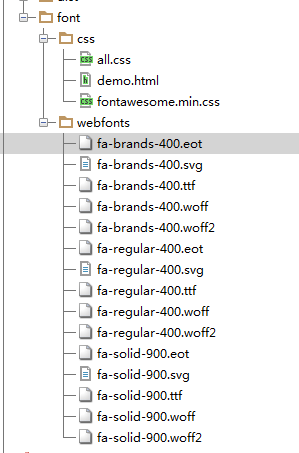 font
css
all.css
demo.html
fontawesome.min.css
webfonts
fa-brands-400.eot
fa-brands-400.svg
fa-brands-400.ttf
fa-brands-400.woff
fa-brands-400.woff2
fa-regular-400.eot
fa-regular-400.svg
fa-regular-400.ttf
fa-regular-400.woff
fa-regular-400.woff2
fa-solid-900.eot
fa-solid-900.svg
fa-solid-900.ttf
fa-solid-900.woff
fa-solid-900.woff2